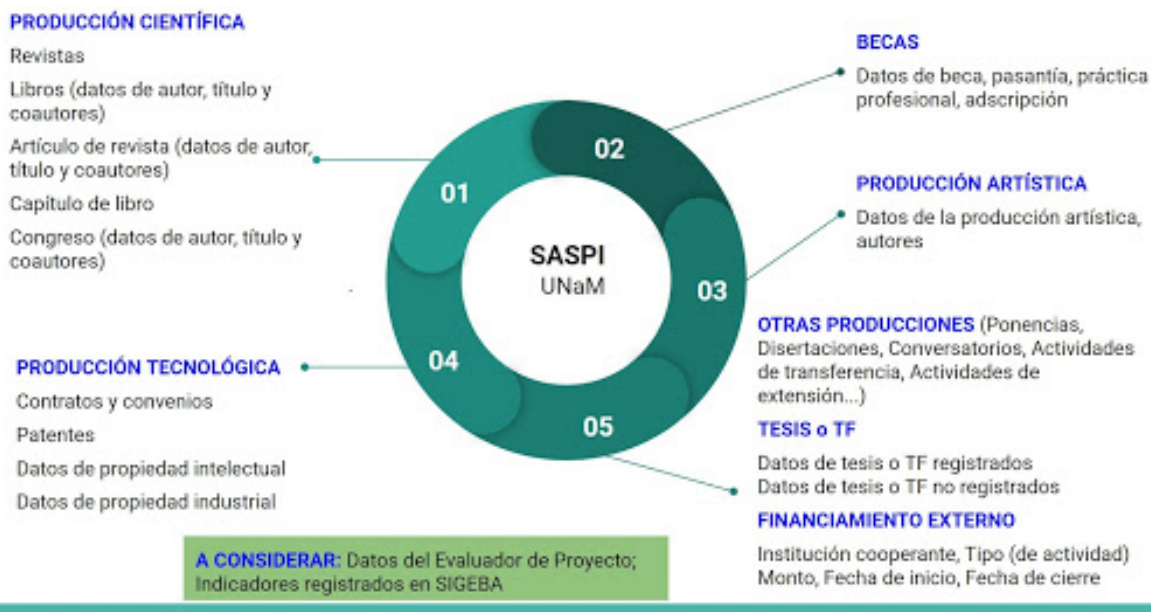 PRODUCCIÓN CIENTÍFICA
Revistas
Libros (datos de autor, título y
coautores)
Artículo de revista (datos de autor,
título y coautores)
Capítulo de libro
Congreso (datos de autor, título y
coautores)
PRODUCCIÓN TECNOLÓGICA
Contratos y convenios
Patentes
Datos de propiedad intelectual
Datos de propiedad industrial
01
02
03
04
05
SASPI
UNaM
BECAS
Datos de beca, pasantía, práctica
profesional, adscripción
PRODUCCIÓN ARTÍSTICA
Datos de la producción artística,
autores
OTRAS PRODUCCIONES (Ponencias,
Disertaciones, Conversatorios, Actividades
de transferencia, Actividades de
extensión...)
TESIS o TF
Datos de tesis o TF registrados
Datos de tesis o TF no registrados
FINANCIAMIENTO EXTERNO
Institución cooperante, Tipo (de actividad)
Monto, Fecha de inicio, Fecha de cierre
A CONSIDERAR: Datos del Evaluador de Proyecto;
Indicadores registrados en SIGEBA